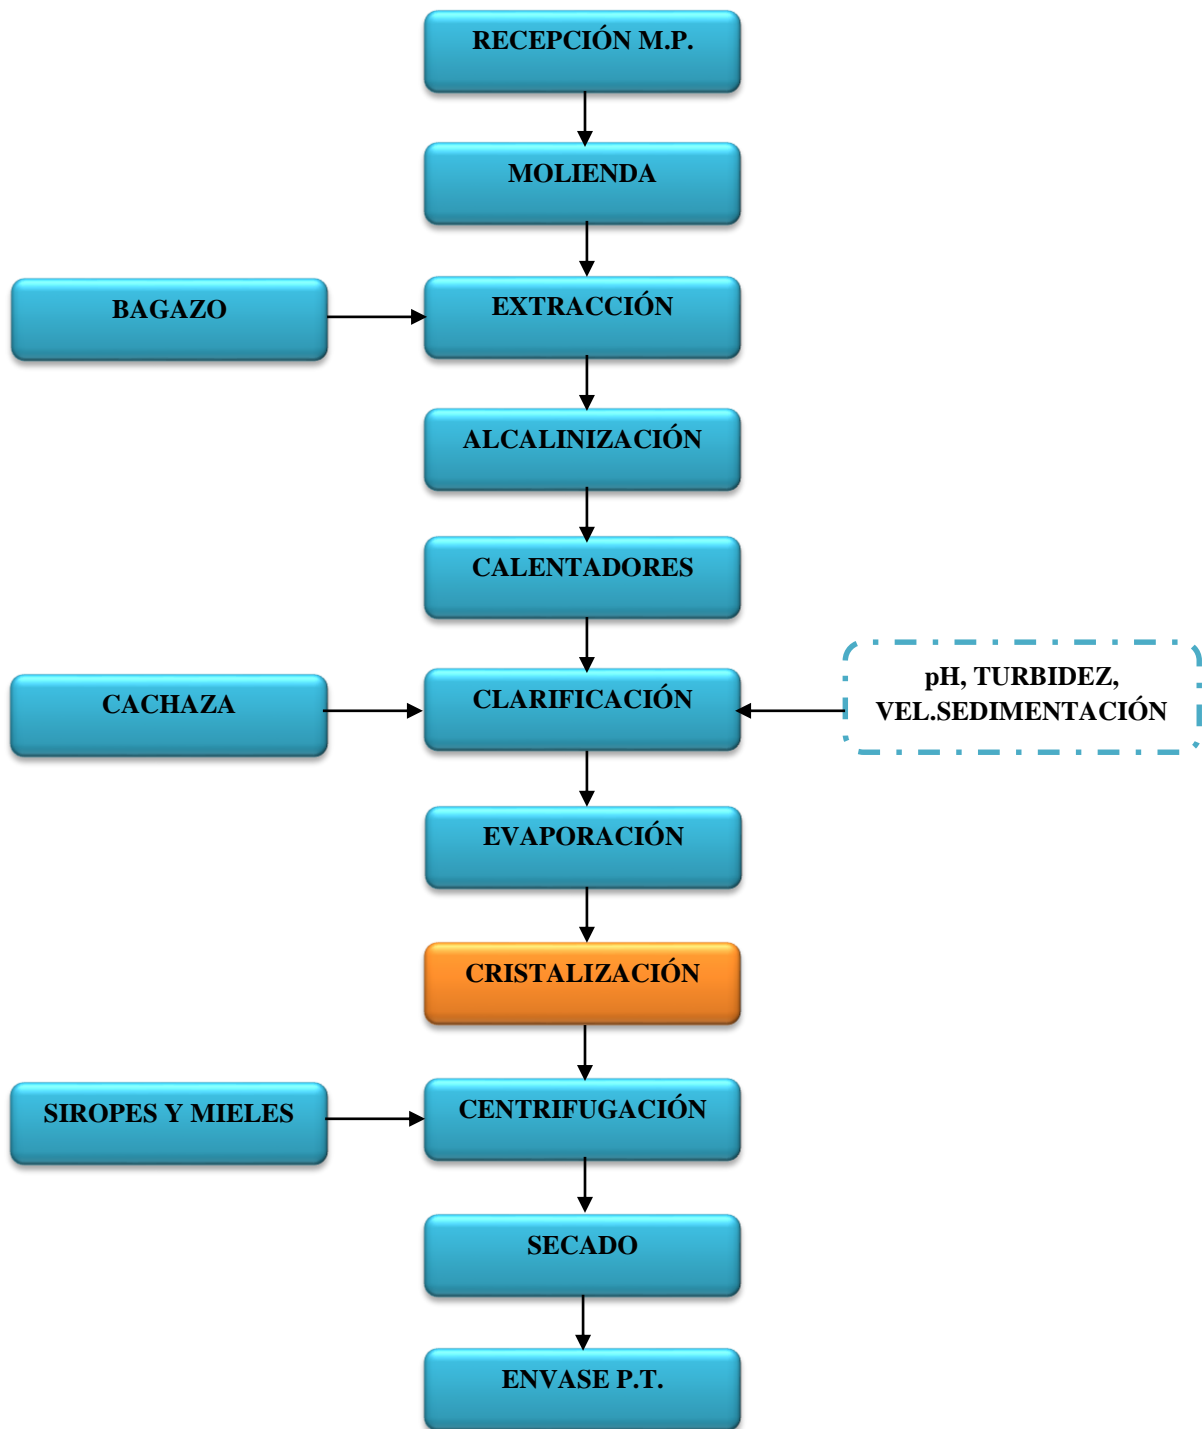 RECEPCIÓN M.P.
MOLIENDA
BAGAZO
EXTRACCIÓN
ALCALINIZACIÓN
CALENTADORES
CACHAZA
CLARIFICACIÓN
pH, TURBIDEZ,
VEL.SEDIMENTACIÓN
EVAPORACIÓN
CRISTALIZACIÓN
SIROPES Y MIELES
CENTRIFUGACIÓN
SECADO
ENVASE P.T.